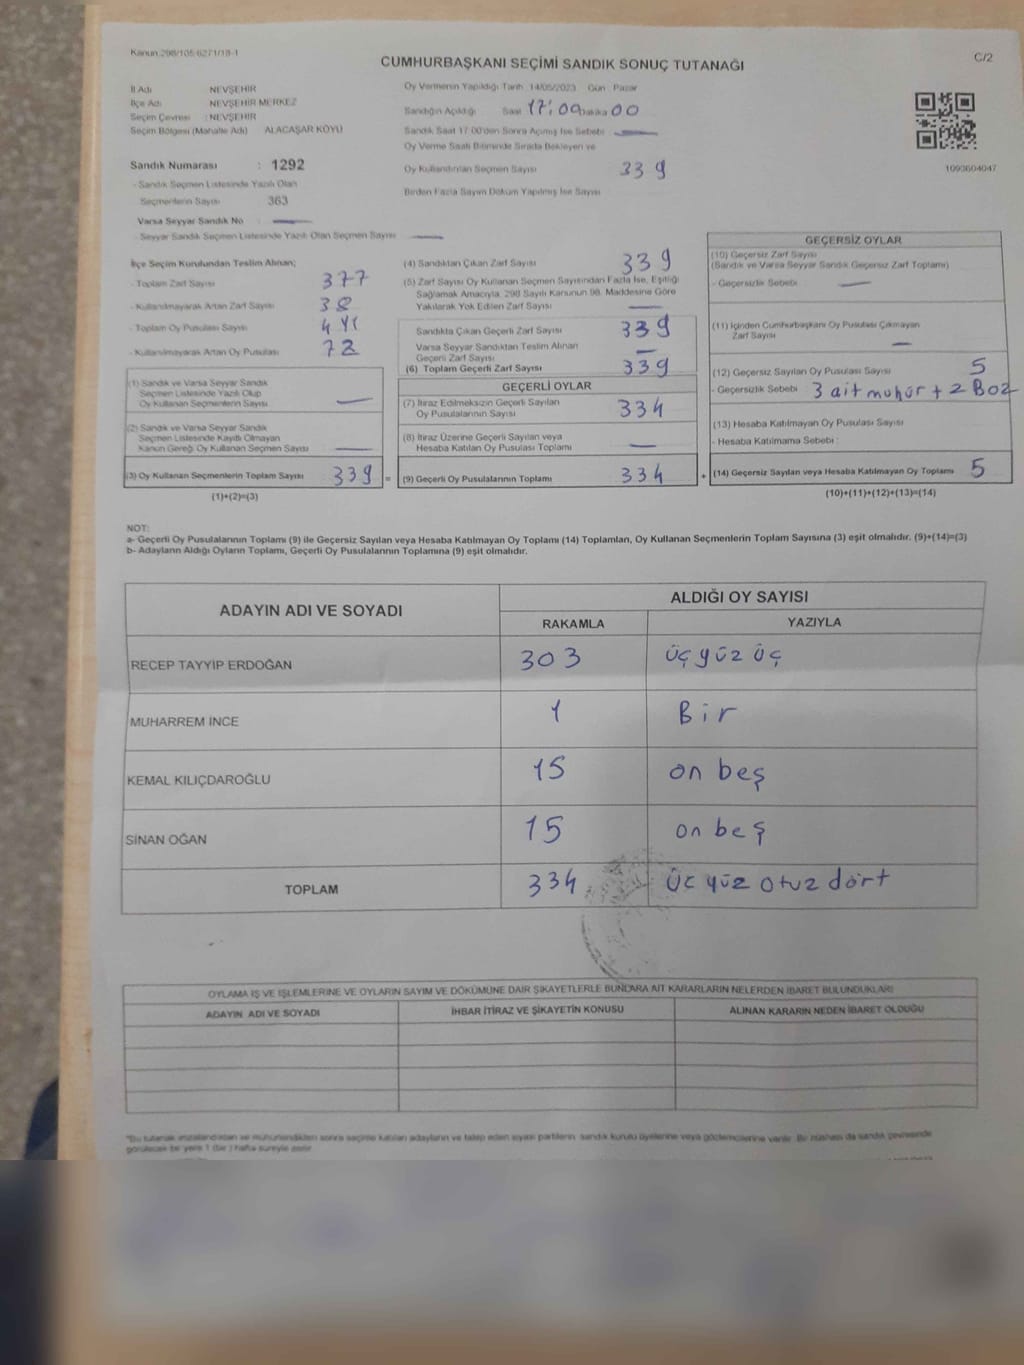 Kanun 298/105-6271/18-1
C/2
CUMHURBAŞKANI SEÇİMİ SANDIK SONUÇ TUTANAĞI
İl Adı NEVŞEHİR
İlçe Adı NEVŞEHİR MERKEZ
Seçim Çevresi : NEVŞEHİR
Seçim Bölgesi (Mahalle Adı) ALACAŞAR KÖYÜ
Sandık Numarası : 1292
- Sandık Seçmen Listesinde Yazılı Olan
Seçmenlerin Sayısı 363
Varsa Seyyar Sandık No : —
- Seyyar Sandık Seçmen Listesinde Yazılı Olan Seçmen Sayısı —
Oy Vermenin Yapıldığı Tarih 14/05/2023 Gün Pazar
Sandığın Açıldığı Saat 17:00 Dakika 00
Sandık Saat 17:00'den Sonra Açılmış İse Sebebi —
Oy Verme Saati Bitiminde Sırada Bekleyen ve
Oy Kullandırılan Seçmen Sayısı 339
Birden Fazla Sayım Döküm Yapılmış İse Sayısı
1093604047
İlçe Seçim Kurulundan Teslim Alınan;
- Toplam Zarf Sayısı 377
- Kullanılmayarak Artan Zarf Sayısı 38
- Toplam Oy Pusulası Sayısı 411
- Kullanılmayarak Artan Oy Pusulası 72
(1) Sandık ve Varsa Seyyar Sandık
Seçmen Listesinde Yazılı Olup
Oy Kullanan Seçmenlerin Sayısı —
(2) Sandık ve Varsa Seyyar Sandık
Seçmen Listesinde Kayıtlı Olmayan
Kanun Gereği Oy Kullanan Seçmen Sayısı —
(3) Oy Kullanan Seçmenlerin Toplam Sayısı 339 =
(1)+(2)=(3)
(4) Sandıktan Çıkan Zarf Sayısı 339
(5) Zarf Sayısı Oy Kullanan Seçmen Sayısından Fazla İse, Eşitliği
Sağlamak Amacıyla, 298 Sayılı Kanunun 98. Maddesine Göre
Yakılarak Yok Edilen Zarf Sayısı —
Sandıkta Çıkan Geçerli Zarf Sayısı 339
Varsa Seyyar Sandıktan Teslim Alınan
Geçerli Zarf Sayısı —
(6) Toplam Geçerli Zarf Sayısı 339
GEÇERLİ OYLAR
(7) İtiraz Edilmeksizin Geçerli Sayılan
Oy Pusulalarının Sayısı 334
(8) İtiraz Üzerine Geçerli Sayılan veya
Hesaba Katılan Oy Pusulası Toplamı —
(9) Geçerli Oy Pusulalarının Toplamı 334 +
GEÇERSİZ OYLAR
(10) Geçersiz Zarf Sayısı
(Sandık ve Varsa Seyyar Sandık Geçersiz Zarf Toplamı)
- Geçersizlik Sebebi —
(11) İçinden Cumhurbaşkanı Oy Pusulası Çıkmayan
Zarf Sayısı —
(12) Geçersiz Sayılan Oy Pusulası Sayısı 5
- Geçersizlik Sebebi 3 ait muhür + 2 BOZ
(13) Hesaba Katılmayan Oy Pusulası Sayısı
- Hesaba Katılmama Sebebi :
(14) Geçersiz Sayılan veya Hesaba Katılmayan Oy Toplamı 5
(10)+(11)+(12)+(13)=(14)
NOT:
a- Geçerli Oy Pusulalarının Toplamı (9) ile Geçersiz Sayılan veya Hesaba Katılmayan Oy Toplamı (14) Toplamları, Oy Kullanan Seçmenlerin Toplam Sayısına (3) eşit olmalıdır. (9)+(14)=(3)
b- Adayların Aldığı Oyların Toplamı, Geçerli Oy Pusulalarının Toplamına (9) eşit olmalıdır.
ADAYIN ADI VE SOYADI ALDIĞI OY SAYISI
RAKAMLA YAZIYLA
RECEP TAYYİP ERDOĞAN 303 üç yüz üç
MUHARREM İNCE 1 Bir
KEMAL KILIÇDAROĞLU 15 on beş
SİNAN OĞAN 15 on beş
TOPLAM 334 üç yüz otuz dört
OYLAMA İŞ VE İŞLEMLERİNE VE OYLARIN SAYIM VE DÖKÜMÜNE DAİR ŞİKAYETLERLE BUNLARA AİT KARARLARIN NELERDEN İBARET BULUNDUKLARI
ADAYIN ADI VE SOYADI İHBAR İTİRAZ VE ŞİKAYETİN KONUSU ALINAN KARARIN NEDEN İBARET OLDUĞU
*Bu tutanak imzalandıktan ve mühürlendikten sonra seçime katılan adayların ve talep eden siyasi partilerin sandık kurulu üyelerine veya gözlemcilerine verilir. Bir nüshası da sandık çevresinde
görülecek bir yere 1 (bir) hafta süreyle asılır.